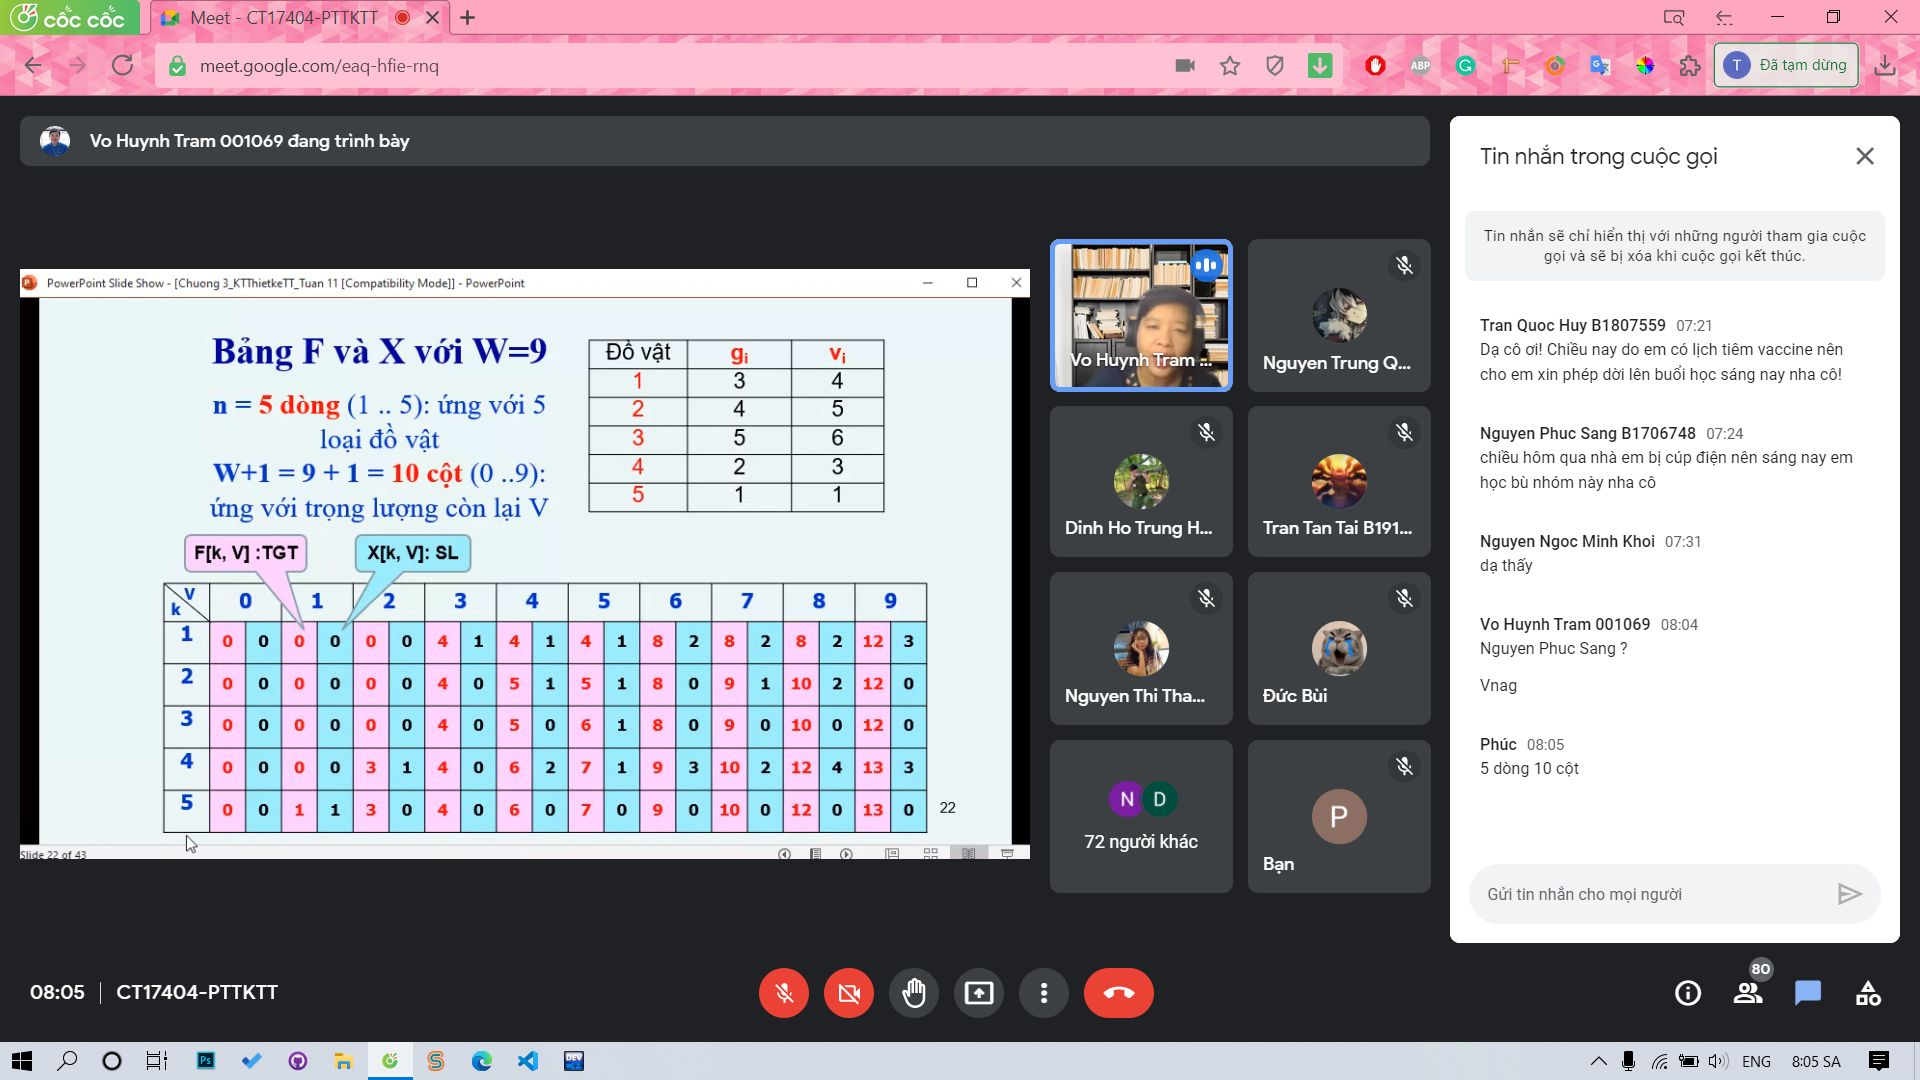 cốc cốc
Meet - CT17404-PTTKTT
meet.google.com/eaq-hfie-rnq
ABP
T Đã tạm dừng
Vo Huynh Tram 001069 đang trình bày
PowerPoint Slide Show - [Chuong 3_KTThietkeTT_Tuan 11 [Compatibility Mode]] - PowerPoint
Bảng F và X với W=9
n = 5 dòng (1 .. 5): ứng với 5
loại đồ vật
W+1 = 9 + 1 = 10 cột (0 ..9):
ứng với trọng lượng còn lại V
Đồ vật gi vi
1 3 4
2 4 5
3 5 6
4 2 3
5 1 1
F[k, V] :TGT
X[k, V]: SL
V
k
0 1 2 3 4 5 6 7 8 9
1 0 0 0 0 0 0 4 1 4 1 4 1 8 2 8 2 8 2 12 3
2 0 0 0 0 0 0 4 0 5 1 5 1 8 0 9 1 10 2 12 0
3 0 0 0 0 0 0 4 0 5 0 6 1 8 0 9 0 10 0 12 0
4 0 0 0 0 3 1 4 0 6 2 7 1 9 3 10 2 12 4 13 3
5 0 0 1 1 3 0 4 0 6 0 7 0 9 0 10 0 12 0 13 0
22
Slide 22 of 43
Vo Huynh Tram ...
Nguyen Trung Q...
Dinh Ho Trung H...
Tran Tan Tai B191...
Nguyen Thi Tha...
Đức Bùi
N D
72 người khác
P
Bạn
Tin nhắn trong cuộc gọi
Tin nhắn sẽ chỉ hiển thị với những người tham gia cuộc
gọi và sẽ bị xóa khi cuộc gọi kết thúc.
Tran Quoc Huy B1807559 07:21
Dạ cô ơi! Chiều nay do em có lịch tiêm vaccine nên
cho em xin phép dời lên buổi học sáng nay nha cô!
Nguyen Phuc Sang B1706748 07:24
chiều hôm qua nhà em bị cúp điện nên sáng nay em
học bù nhóm này nha cô
Nguyen Ngoc Minh Khoi 07:31
dạ thấy
Vo Huynh Tram 001069 08:04
Nguyen Phuc Sang ?
Vnag
Phúc 08:05
5 dòng 10 cột
Gửi tin nhắn cho mọi người
08:05 | CT17404-PTTKTT
80
Ps
DEV
ENG
8:05 SA